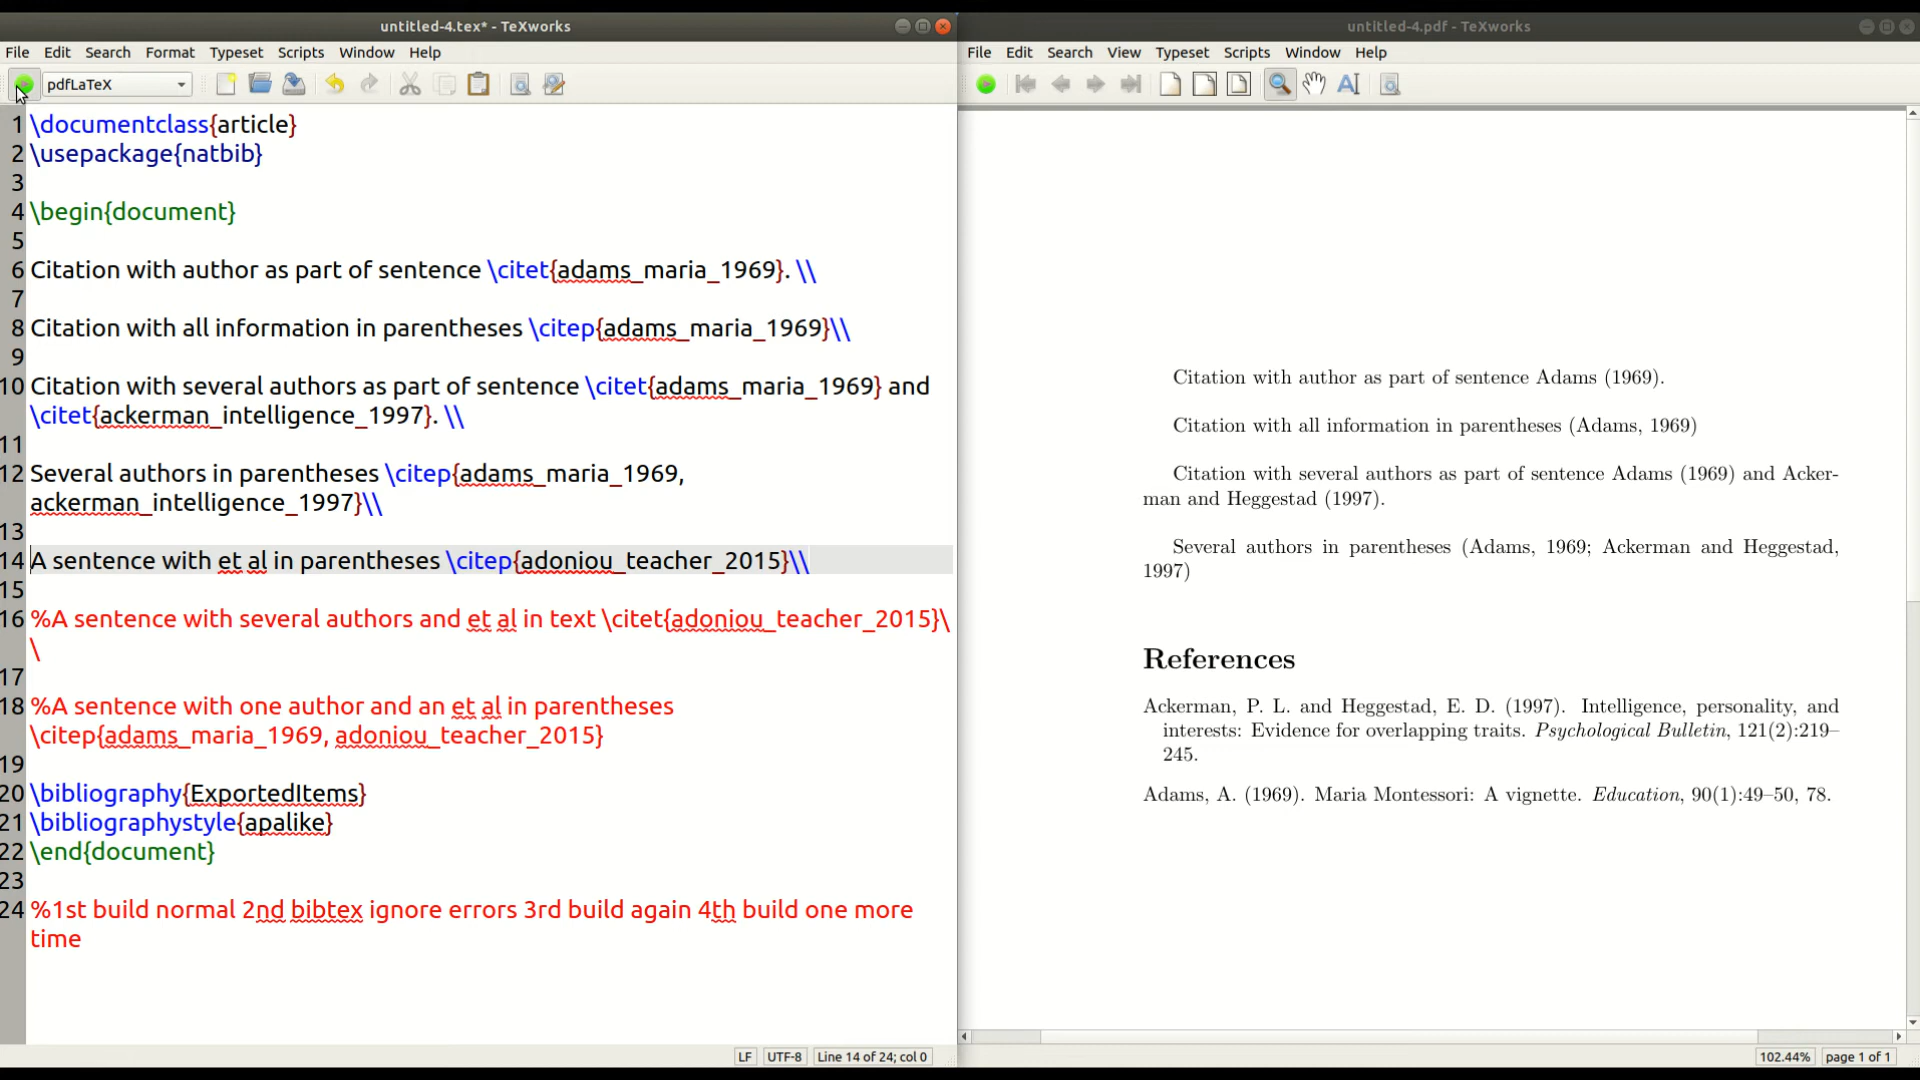 untitled-4.tex* - TeXworks
File Edit Search Format Typeset Scripts Window Help
pdfLaTeX
1 \documentclass{article}
2 \usepackage{natbib}
3
4 \begin{document}
5
6 Citation with author as part of sentence \citet{adams_maria_1969}. \\
7
8 Citation with all information in parentheses \citep{adams_maria_1969}\\
9
10 Citation with several authors as part of sentence \citet{adams_maria_1969} and
\citet{ackerman_intelligence_1997}. \\
11
12 Several authors in parentheses \citep{adams_maria_1969,
ackerman_intelligence_1997}\\
13
14 A sentence with et al in parentheses \citep{adoniou_teacher_2015}\\
15
16 %A sentence with several authors and et al in text \citet{adoniou_teacher_2015}\
\
17
18 %A sentence with one author and an et al in parentheses
\citep{adams_maria_1969, adoniou_teacher_2015}
19
20 \bibliography{ExportedItems}
21 \bibliographystyle{apalike}
22 \end{document}
23
24 %1st build normal 2nd bibtex ignore errors 3rd build again 4th build one more
time
LF UTF-8 Line 14 of 24; col 0
untitled-4.pdf - TeXworks
File Edit Search View Typeset Scripts Window Help
Citation with author as part of sentence Adams (1969).
Citation with all information in parentheses (Adams, 1969)
Citation with several authors as part of sentence Adams (1969) and Acker-
man and Heggestad (1997).
Several authors in parentheses (Adams, 1969; Ackerman and Heggestad,
1997)
References
Ackerman, P. L. and Heggestad, E. D. (1997). Intelligence, personality, and
interests: Evidence for overlapping traits. Psychological Bulletin, 121(2):219–
245.
Adams, A. (1969). Maria Montessori: A vignette. Education, 90(1):49–50, 78.
102.44% page 1 of 1